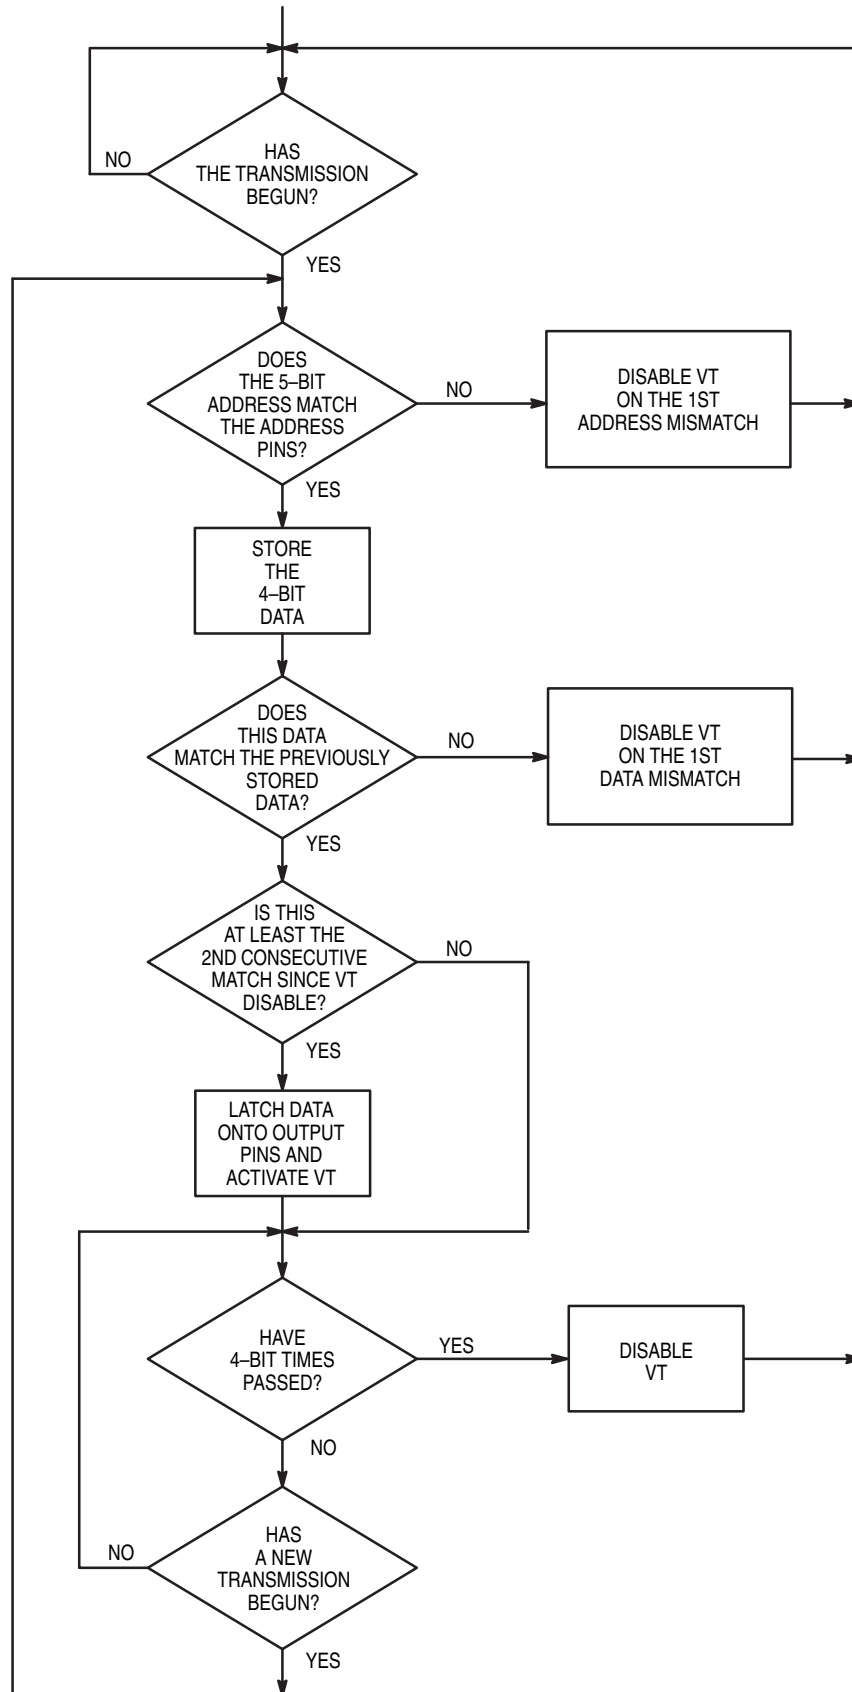 HAS
THE TRANSMISSION
BEGUN?
NO
YES
DOES
THE 5–BIT
ADDRESS MATCH
THE ADDRESS
PINS?
NO
DISABLE VT
ON THE 1ST
ADDRESS MISMATCH
YES
STORE
THE
4–BIT
DATA
DOES
THIS DATA
MATCH THE PREVIOUSLY
STORED
DATA?
NO
DISABLE VT
ON THE 1ST
DATA MISMATCH
YES
IS THIS
AT LEAST THE
2ND CONSECUTIVE
MATCH SINCE VT
DISABLE?
NO
YES
LATCH DATA
ONTO OUTPUT
PINS AND
ACTIVATE VT
HAVE
4–BIT TIMES
PASSED?
YES
DISABLE
VT
NO
HAS
A NEW
TRANSMISSION
BEGUN?
NO
YES